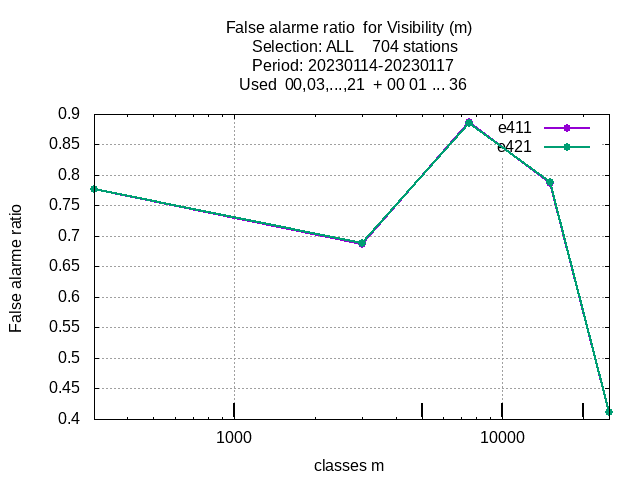 False alarme ratio  for Visibility (m)
Selection: ALL    704 stations
Period: 20230114-20230117
Used  00,03,...,21  + 00 01 ... 36
e411
e421
False alarme ratio
0.9
0.85
0.8
0.75
0.7
0.65
0.6
0.55
0.5
0.45
0.4
1000
10000
classes m